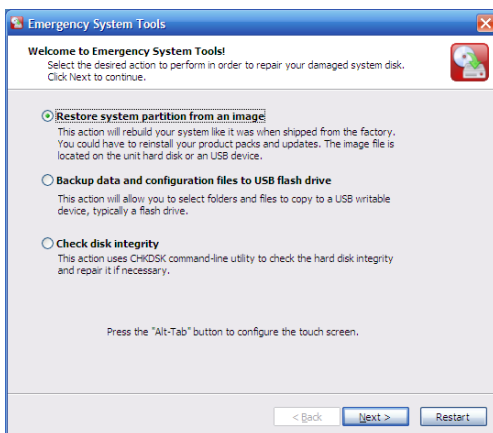 Emergency System Tools
Welcome to Emergency System Tools!
Select the desired action to perform in order to repair your damaged system disk.
Click Next to continue.
Restore system partition from an image
This action will rebuild your system like it was when shipped from the factory.
You could have to reinstall your product packs and updates. The image file is
located on the unit hard disk or an USB device.
Backup data and configuration files to USB flash drive
This action will allow you to select folders and files to copy to a USB writable
device, typically a flash drive.
Check disk integrity
This action uses CHKDSK command-line utility to check the hard disk integrity
and repair it if necessary.
Press the "Alt-Tab" button to configure the touch screen.
< Back Next > Restart